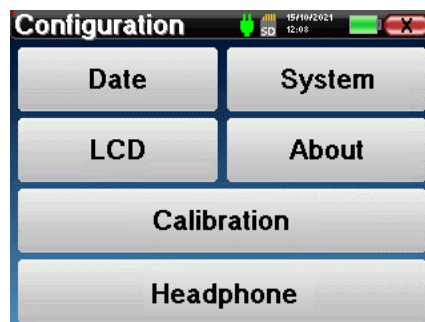 Configuration SD 15/10/2021 12:08 X
Date System
LCD About
Calibration
Headphone